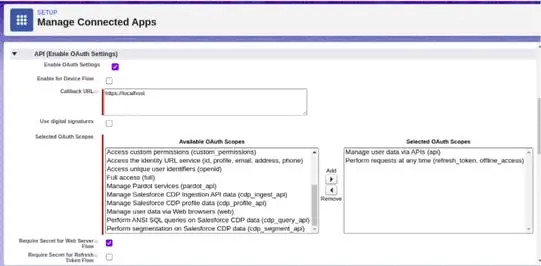 SETUP
Manage Connected Apps
API (Enable OAuth Settings)
Enable OAuth Settings
Enable for Device Flow
Callback URL
https://localhost
Use digital signatures
Selected OAuth Scopes
Available OAuth Scopes
Access custom permissions (custom_permissions)
Access the identity URL service (id, profile, email, address, phone)
Access unique user identifiers (openid)
Full access (full)
Manage Pardot services (pardot_api)
Manage Salesforce CDP Ingestion API data (cdp_ingest_api)
Manage Salesforce CDP profile data (cdp_profile_api)
Manage user data via Web browsers (web)
Perform ANSI SQL queries on Salesforce CDP data (cdp_query_api)
Perform segmentation on Salesforce CDP data (cdp_segment_api)
Add
Remove
Selected OAuth Scopes
Manage user data via APIs (api)
Perform requests at any time (refresh_token, offline_access)
Require Secret for Web Server
Flow
Require Secret for Refresh
Token Flow